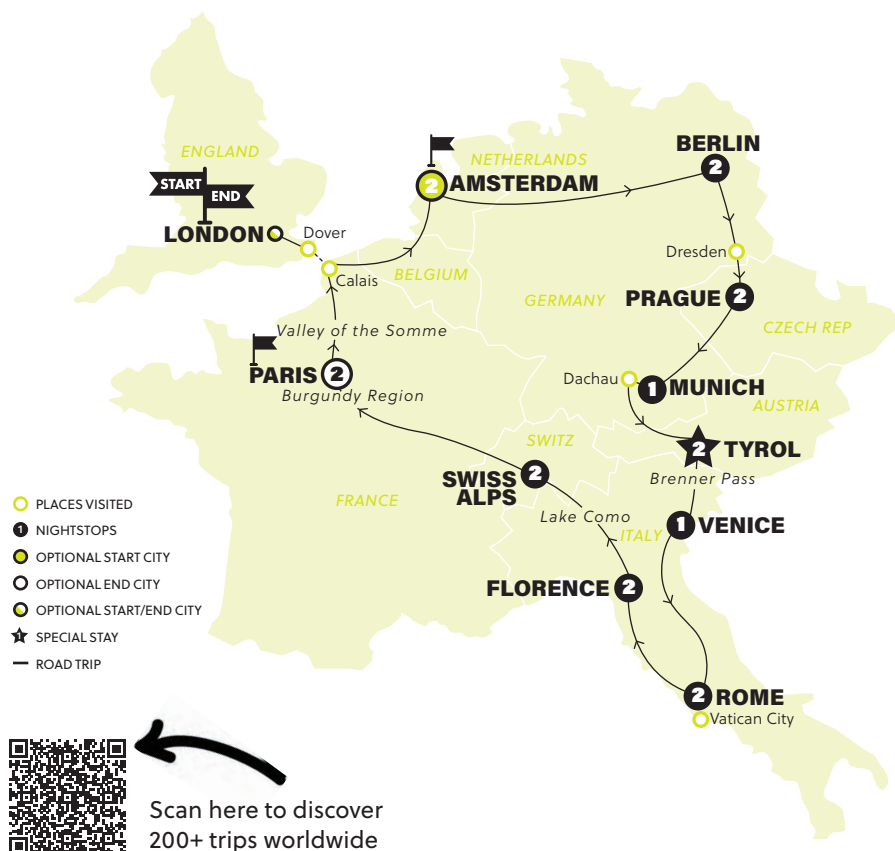 ENGLAND
START
END
LONDON
Dover
Calais
NETHERLANDS
2 AMSTERDAM
BERLIN
2
Dresden
BELGIUM
GERMANY
PRAGUE 2
CZECH REP
Valley of the Somme
PARIS 2
Burgundy Region
Dachau
1 MUNICH
AUSTRIA
SWITZ
2 TYROL
Brenner Pass
SWISS
ALPS
2
FRANCE
Lake Como
ITALY
1 VENICE
FLORENCE 2
2 ROME
Vatican City
PLACES VISITED
1 NIGHTSTOPS
OPTIONAL START CITY
OPTIONAL END CITY
OPTIONAL START/END CITY
1 SPECIAL STAY
ROAD TRIP
Scan here to discover
200+ trips worldwide